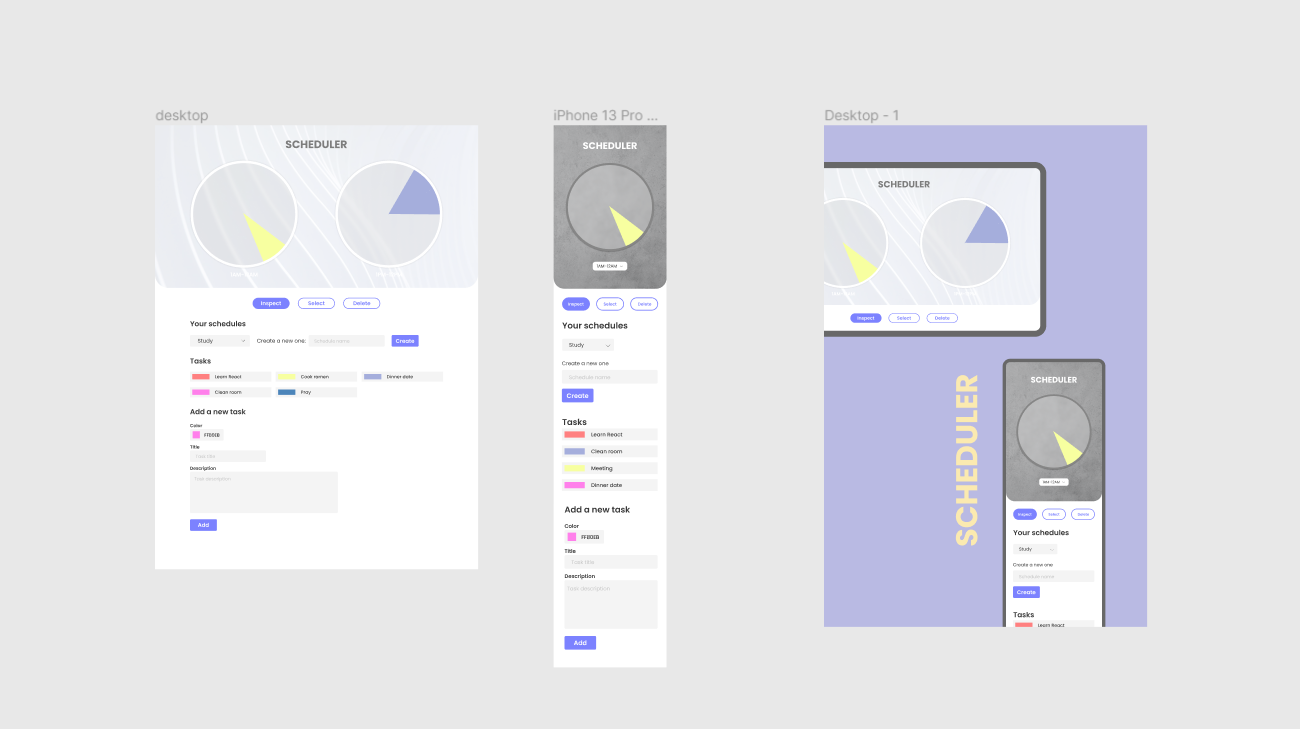 desktop
SCHEDULER
Inspect
Select
Delete
Your schedules
Study
Create a new one:
Schedule name
Create
Tasks
Learn React
Cook ramen
Dinner date
Clean room
Pray
Add a new task
Color
FF80EB
Title
Task title
Description
Task description
Add
iPhone 13 Pro ...
SCHEDULER
1AM-12AM
Inspect
Select
Delete
Your schedules
Study
Create a new one
Schedule name
Create
Tasks
Learn React
Clean room
Meeting
Dinner date
Add a new task
Color
FF80EB
Title
Task title
Description
Task description
Add
Desktop - 1
SCHEDULER
Inspect
Select
Delete
SCHEDULER
SCHEDULER
1AM-12AM
Inspect
Select
Delete
Your schedules
Study
Create a new one
Schedule name
Create
Tasks
Learn React